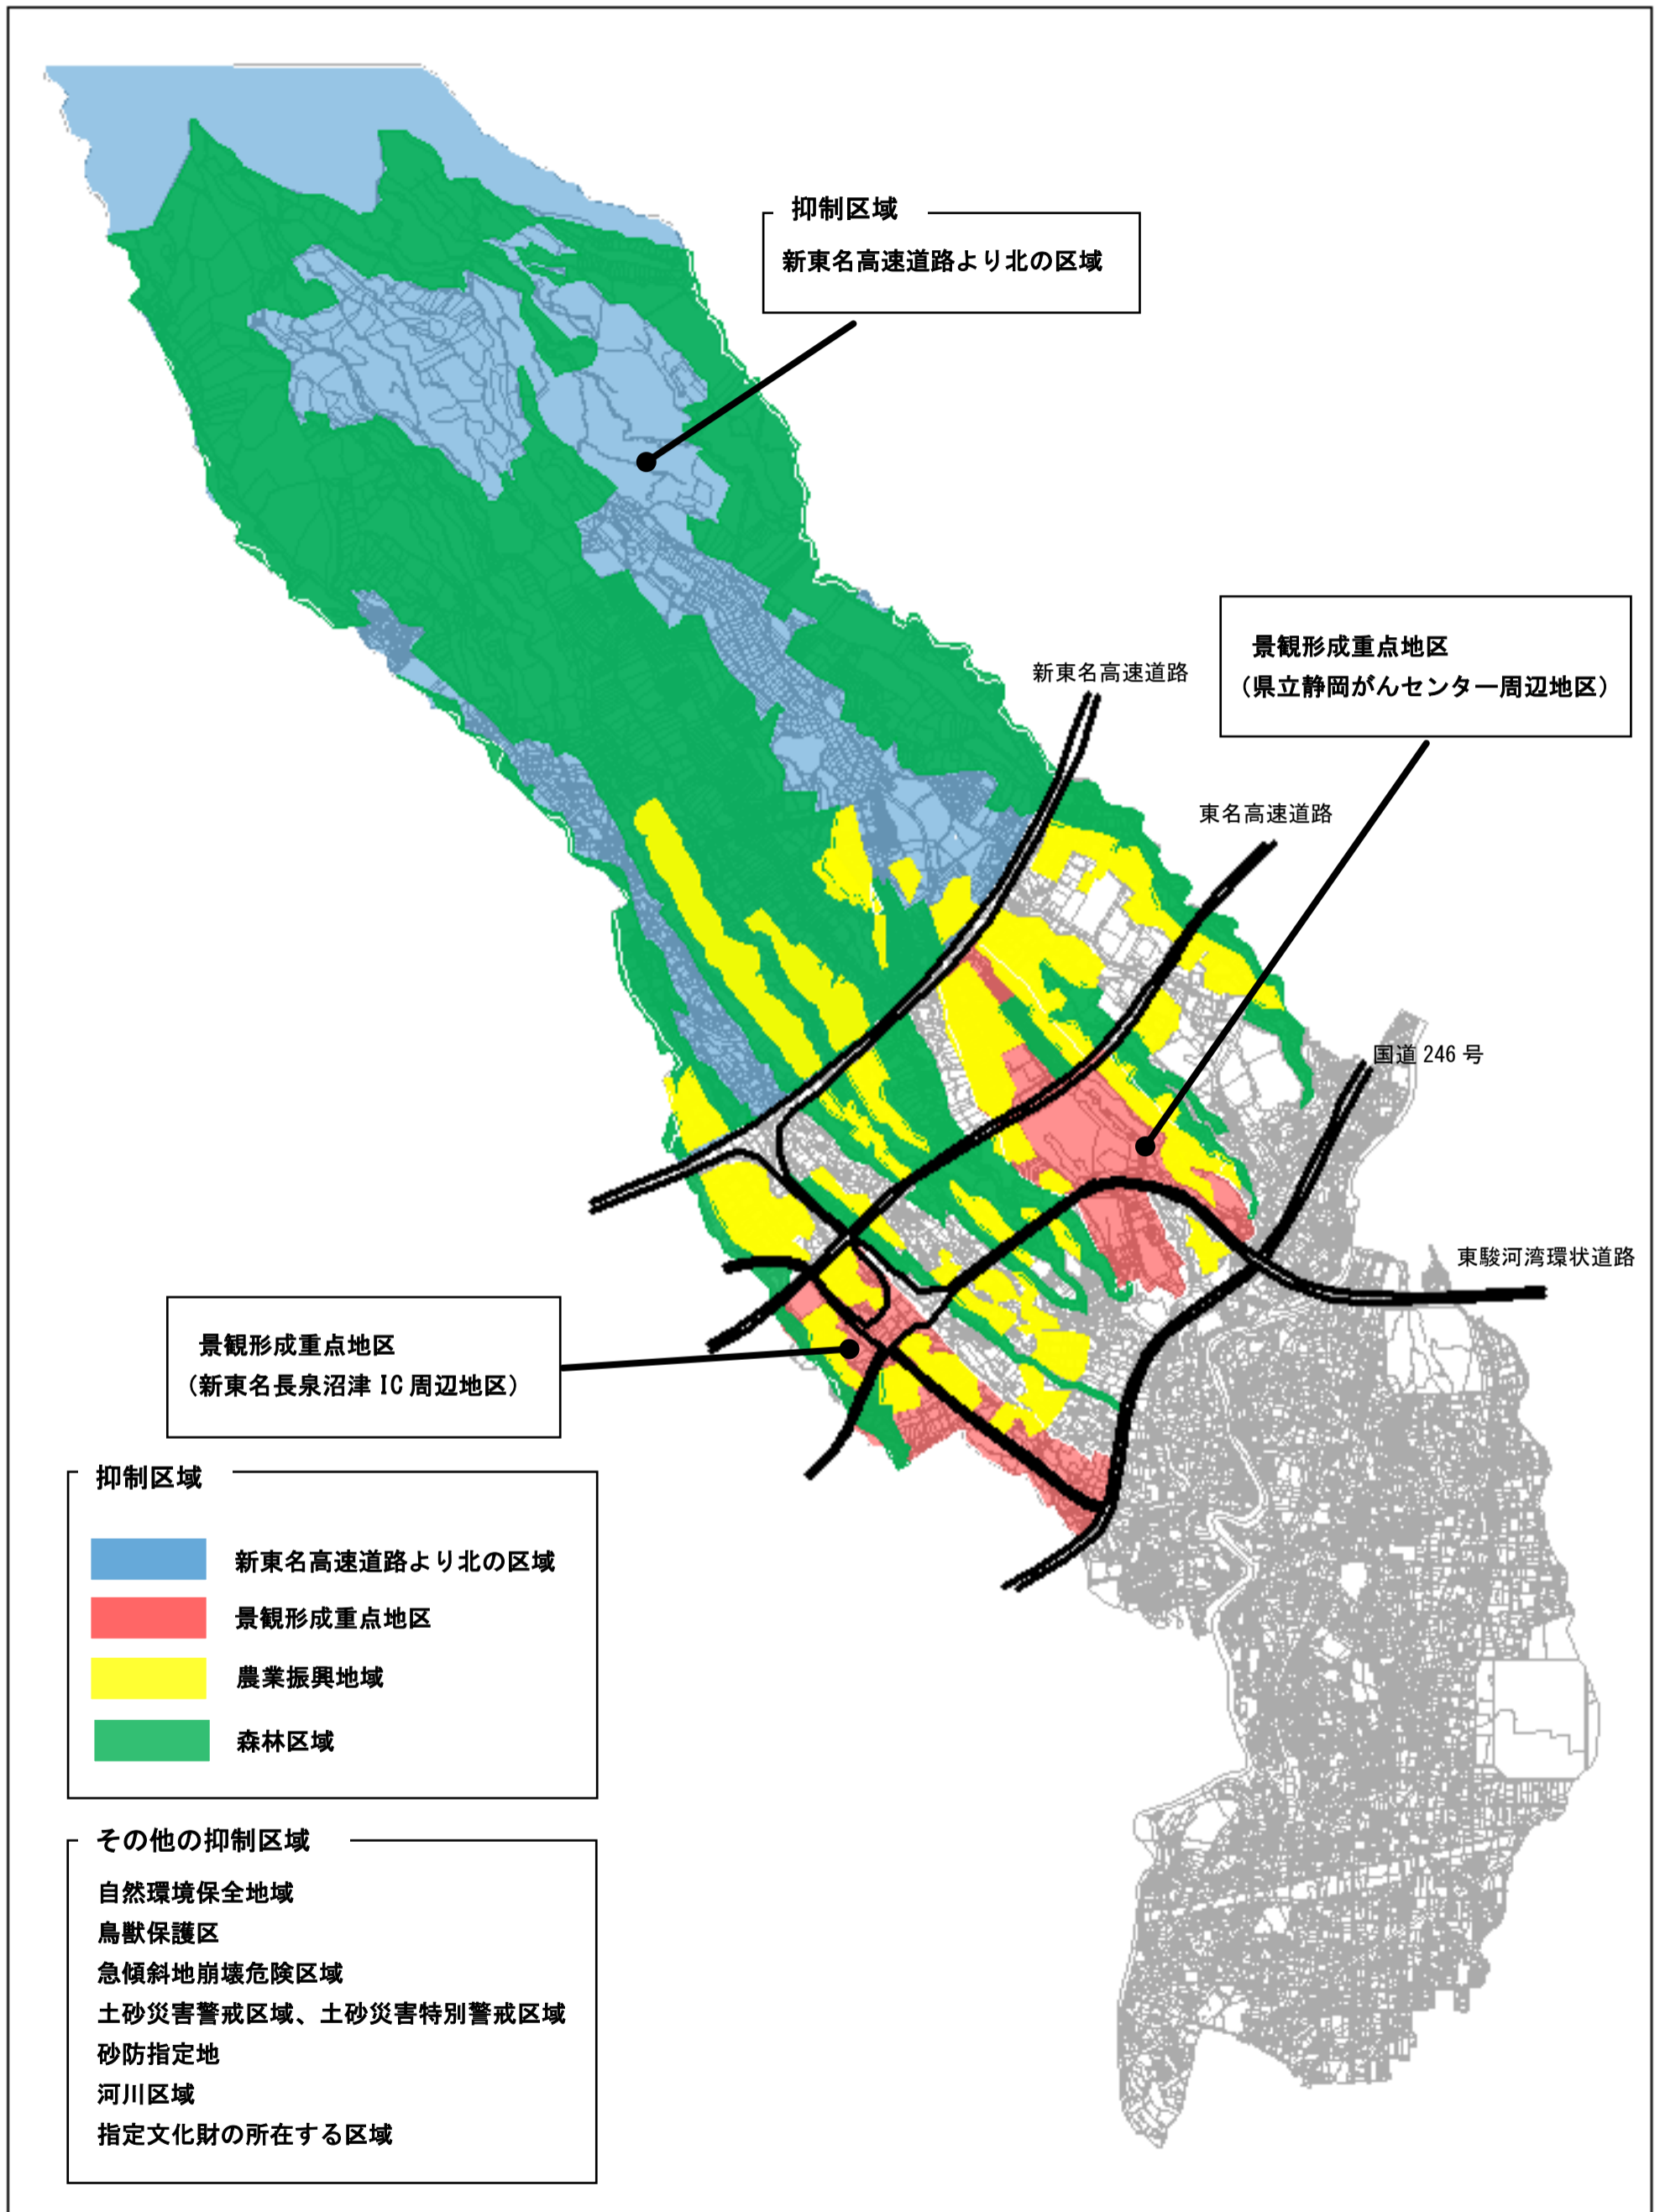 抑制区域
新東名高速道路より北の区域
景観形成重点地区
（県立静岡がんセンター周辺地区）
新東名高速道路
東名高速道路
国道 246 号
東駿河湾環状道路
景観形成重点地区
（新東名長泉沼津 IC 周辺地区）
抑制区域
新東名高速道路より北の区域
景観形成重点地区
農業振興地域
森林区域
その他の抑制区域
自然環境保全地域
鳥獣保護区
急傾斜地崩壊危険区域
土砂災害警戒区域、土砂災害特別警戒区域
砂防指定地
河川区域
指定文化財の所在する区域